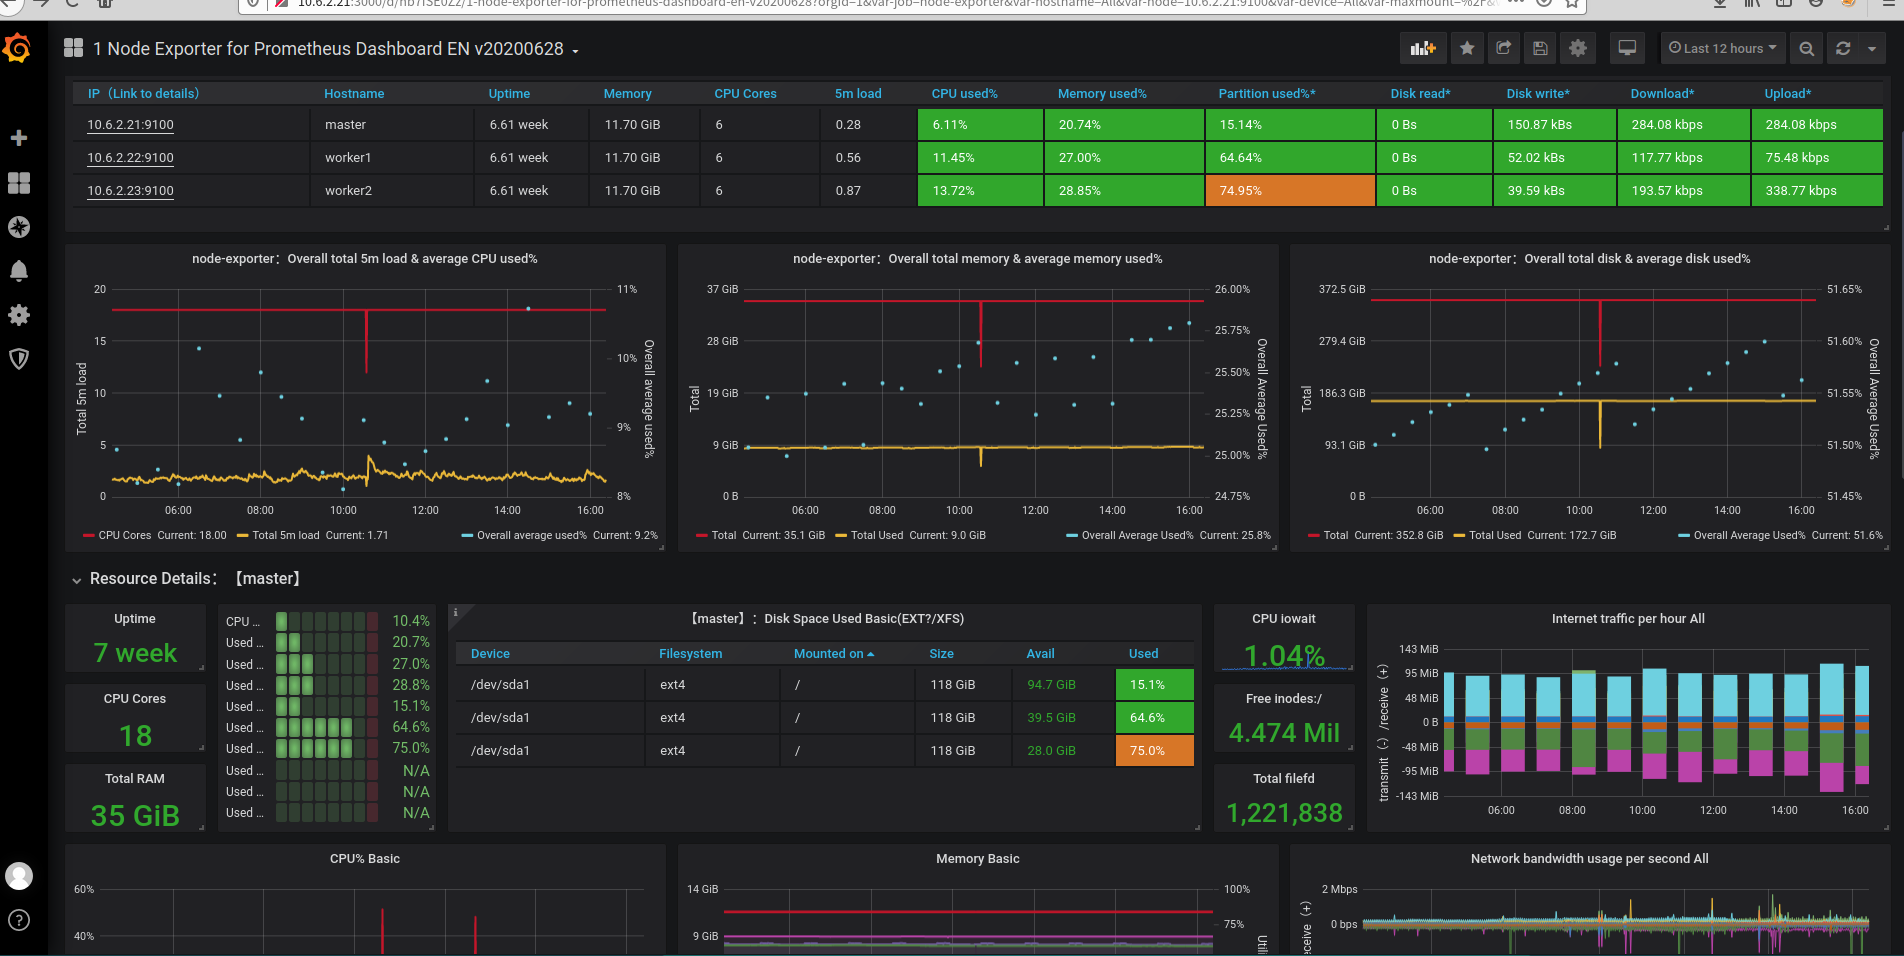 1 Node Exporter for Prometheus Dashboard EN v20200628
Last 12 hours
IP（Link to details） Hostname Uptime Memory CPU Cores 5m load CPU used% Memory used% Partition used%* Disk read* Disk write* Download* Upload*
10.6.2.21:9100 master 6.61 week 11.70 GiB 6 0.28 6.11% 20.74% 15.14% 0 Bs 150.87 kBs 284.08 kbps 284.08 kbps
10.6.2.22:9100 worker1 6.61 week 11.70 GiB 6 0.56 11.45% 27.00% 64.64% 0 Bs 52.02 kBs 117.77 kbps 75.48 kbps
10.6.2.23:9100 worker2 6.61 week 11.70 GiB 6 0.87 13.72% 28.85% 74.95% 0 Bs 39.59 kBs 193.57 kbps 338.77 kbps
node-exporter：Overall total 5m load & average CPU used%
20 15 10 5 0
Total 5m load
11% 10% 9% 8%
Overall average used%
06:00 08:00 10:00 12:00 14:00 16:00
CPU Cores Current: 18.00 Total 5m load Current: 1.71 Overall average used% Current: 9.2%
node-exporter：Overall total memory & average memory used%
37 GiB 28 GiB 19 GiB 9 GiB 0 B
Total
26.00% 25.75% 25.50% 25.25% 25.00% 24.75%
Overall Average Used%
06:00 08:00 10:00 12:00 14:00 16:00
Total Current: 35.1 GiB Total Used Current: 9.0 GiB Overall Average Used% Current: 25.8%
node-exporter：Overall total disk & average disk used%
372.5 GiB 279.4 GiB 186.3 GiB 93.1 GiB 0 B
Total
51.65% 51.60% 51.55% 51.50% 51.45%
Overall Average Used%
06:00 08:00 10:00 12:00 14:00 16:00
Total Current: 352.8 GiB Total Used Current: 172.7 GiB Overall Average Used% Current: 51.6%
Resource Details：【master】
Uptime
7 week
CPU Cores
18
Total RAM
35 GiB
CPU ... 10.4%
Used ... 20.7%
Used ... 27.0%
Used ... 28.8%
Used ... 15.1%
Used ... 64.6%
Used ... 75.0%
Used ... N/A
Used ... N/A
Used ... N/A
【master】：Disk Space Used Basic(EXT?/XFS)
Device Filesystem Mounted on Size Avail Used
/dev/sda1 ext4 / 118 GiB 94.7 GiB 15.1%
/dev/sda1 ext4 / 118 GiB 39.5 GiB 64.6%
/dev/sda1 ext4 / 118 GiB 28.0 GiB 75.0%
CPU iowait
1.04%
Free inodes:/
4.474 Mil
Total filefd
1,221,838
Internet traffic per hour All
143 MiB
95 MiB
48 MiB
0 B
-48 MiB
-95 MiB
-143 MiB
transmit（-）/receive（+）
06:00 08:00 10:00 12:00 14:00 16:00
CPU% Basic
60%
40%
Memory Basic
14 GiB
9 GiB
100%
75%
Network bandwidth usage per second All
2 Mbps
0 bps